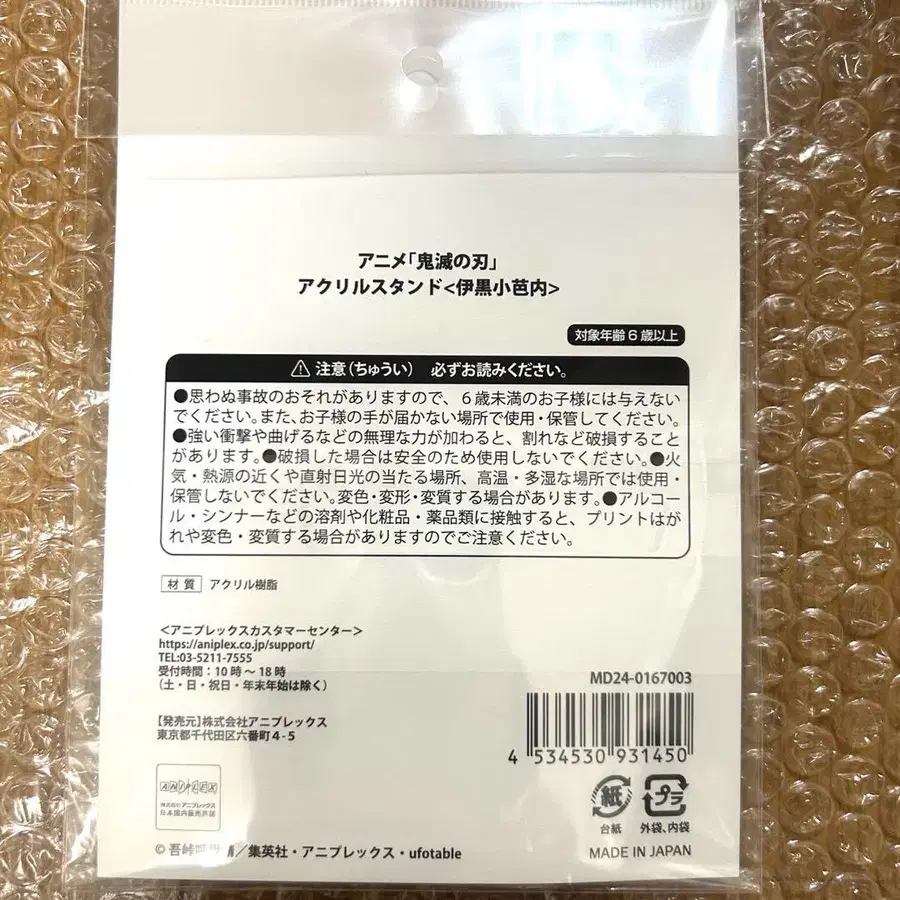 アニメ「鬼滅の刃」
アクリルスタンド<伊黒小芭内>
対象年齢6歳以上
⚠ 注意(ちゅうい) 必ずお読みください。
●思わぬ事故のおそれがありますので、6歳未満のお子様には与えない
でください。また、お子様の手が届かない場所で使用・保管してください。
●強い衝撃や曲げるなどの無理な力が加わると、割れなど破損すること
があります。●破損した場合は安全のため使用しないでください。●火
気・熱源の近くや直射日光の当たる場所、高温・多湿な場所では使用・
保管しないでください。変色・変形・変質する場合があります。●アルコー
ル・シンナーなどの溶剤や化粧品・薬品類に接触すると、プリントはが
れや変色・変質する場合がありますのでご注意ください。
材質 アクリル樹脂
<アニプレックスカスタマーセンター>
https://aniplex.co.jp/support/
TEL:03-5211-7555
受付時間:10時~18時
(土・日・祝日・年末年始は除く)
【発売元】株式会社アニプレックス
東京都千代田区六番町4-5
MD24-0167003
4 534530 931450
ANIPLEX
株式会社アニプレックス
日本国内販売許諾
紙
台紙
プラ
外袋、内袋
© 吾峠 /集英社・アニプレックス・ufotable
MADE IN JAPAN